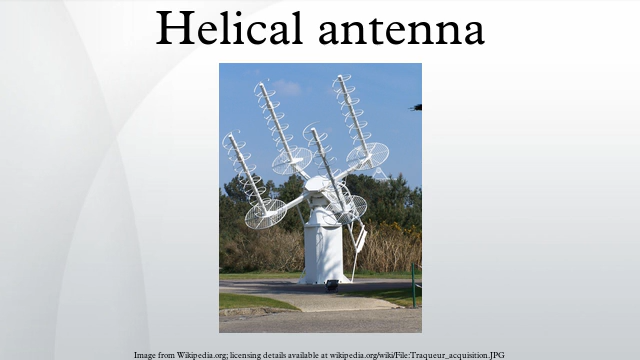 Helical antenna
Image from Wikipedia.org; licensing details available at wikipedia.org/wiki/File:Traqueur_acquisition.JPG